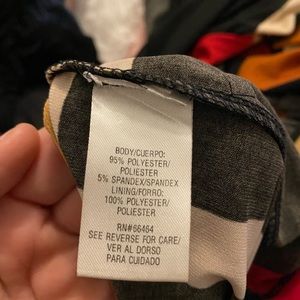 BODY/CUERPO:
95% POLYESTER/
POLIESTER
5% SPANDEX/SPANDEX
LINING/FORRO:
100% POLYESTER/
POLIESTER
RN#66464
SEE REVERSE FOR CARE/
VER AL DORSO
PARA CUIDADO